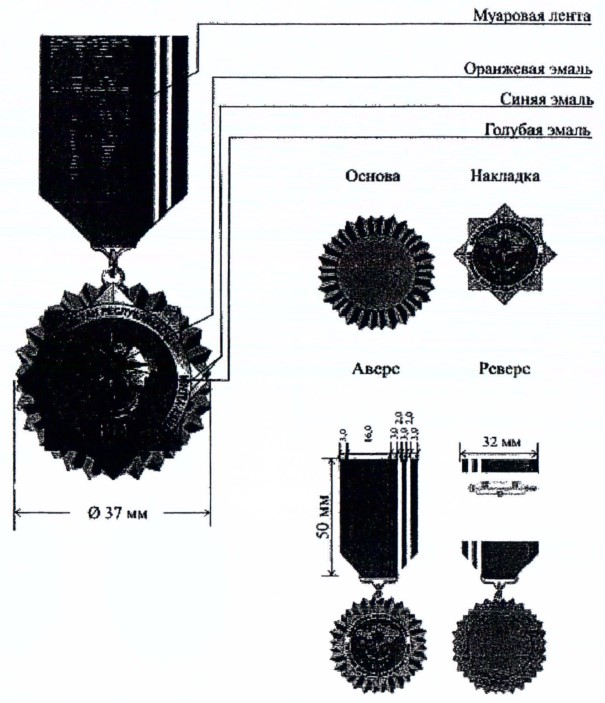 Муаровая лента
Оранжевая эмаль
Синяя эмаль
Голубая эмаль
Основа
Накладка
Аверс
Реверс
3,0 16,0 3,0 2,0 3,0 2,0 3,0
32 мм
50 мм
Ø 37 мм